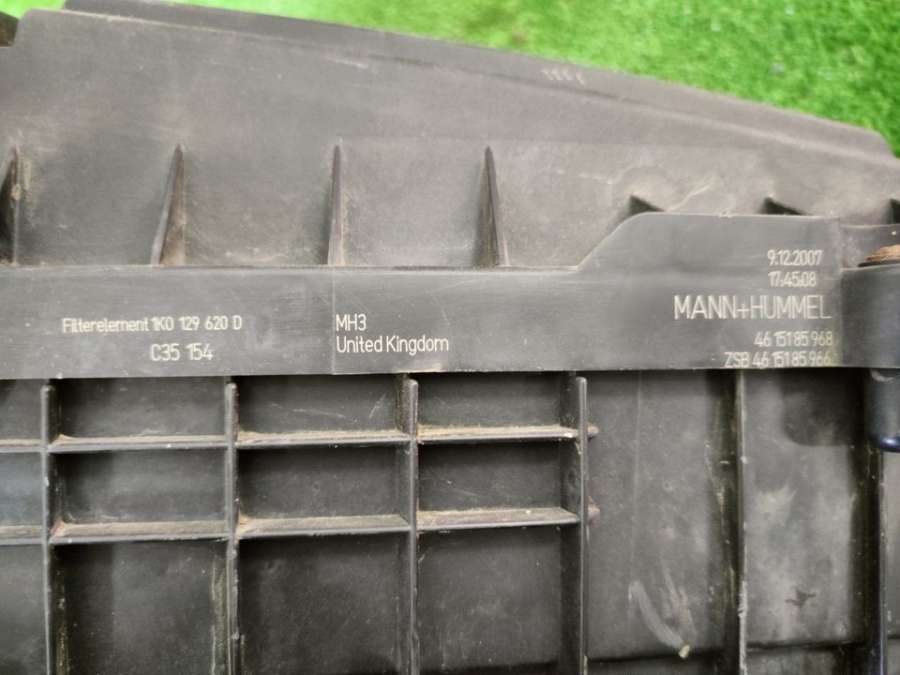 Filterelement 1K0 129 620 D
C35 154
MH3
United Kingdom
9.12.2007
17:45:08
MANN+HUMMEL
46 151 85 968
ZSB 46 151 85 966